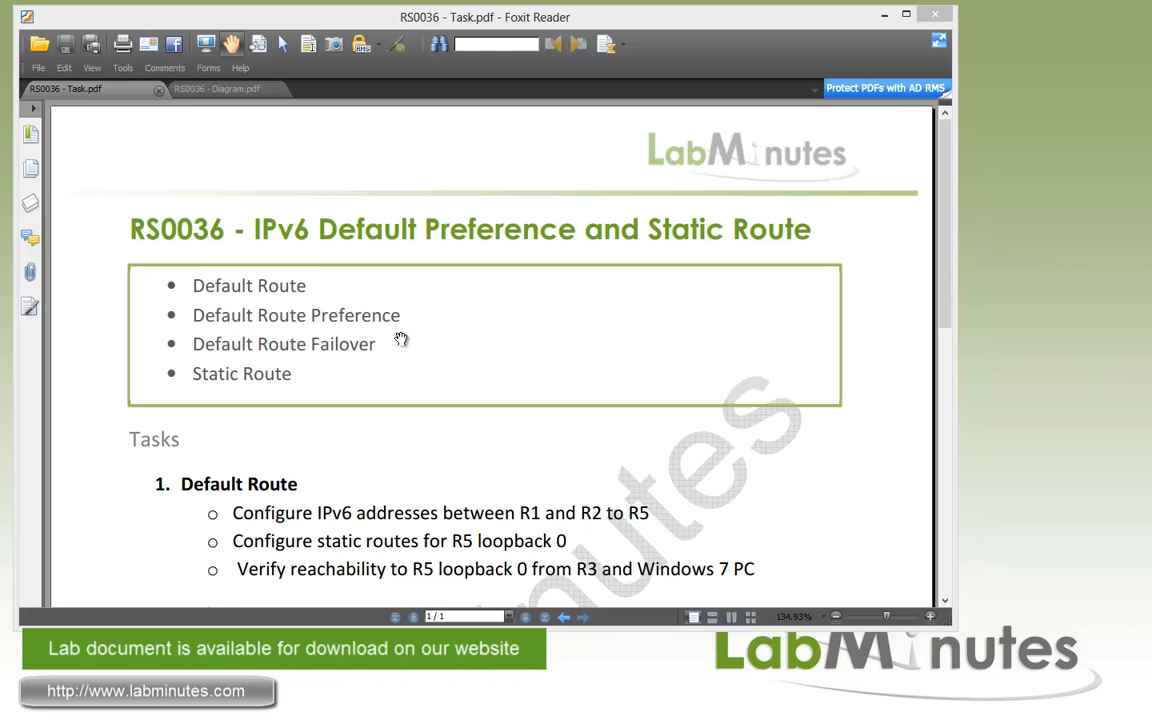 RS0036 - Task.pdf - Foxit Reader
RMS
File Edit View Tools Comments Forms Help
RS0036 - Task.pdf
RS0036 - Diagram.pdf
Protect PDFs with AD RMS
LabMinutes
RS0036 - IPv6 Default Preference and Static Route
• Default Route
• Default Route Preference
• Default Route Failover
• Static Route
Tasks
1. Default Route
o Configure IPv6 addresses between R1 and R2 to R5
o Configure static routes for R5 loopback 0
o Verify reachability to R5 loopback 0 from R3 and Windows 7 PC
nutes
1 / 1
134.93%
Lab document is available for download on our website
http://www.labminutes.com
LabMinutes